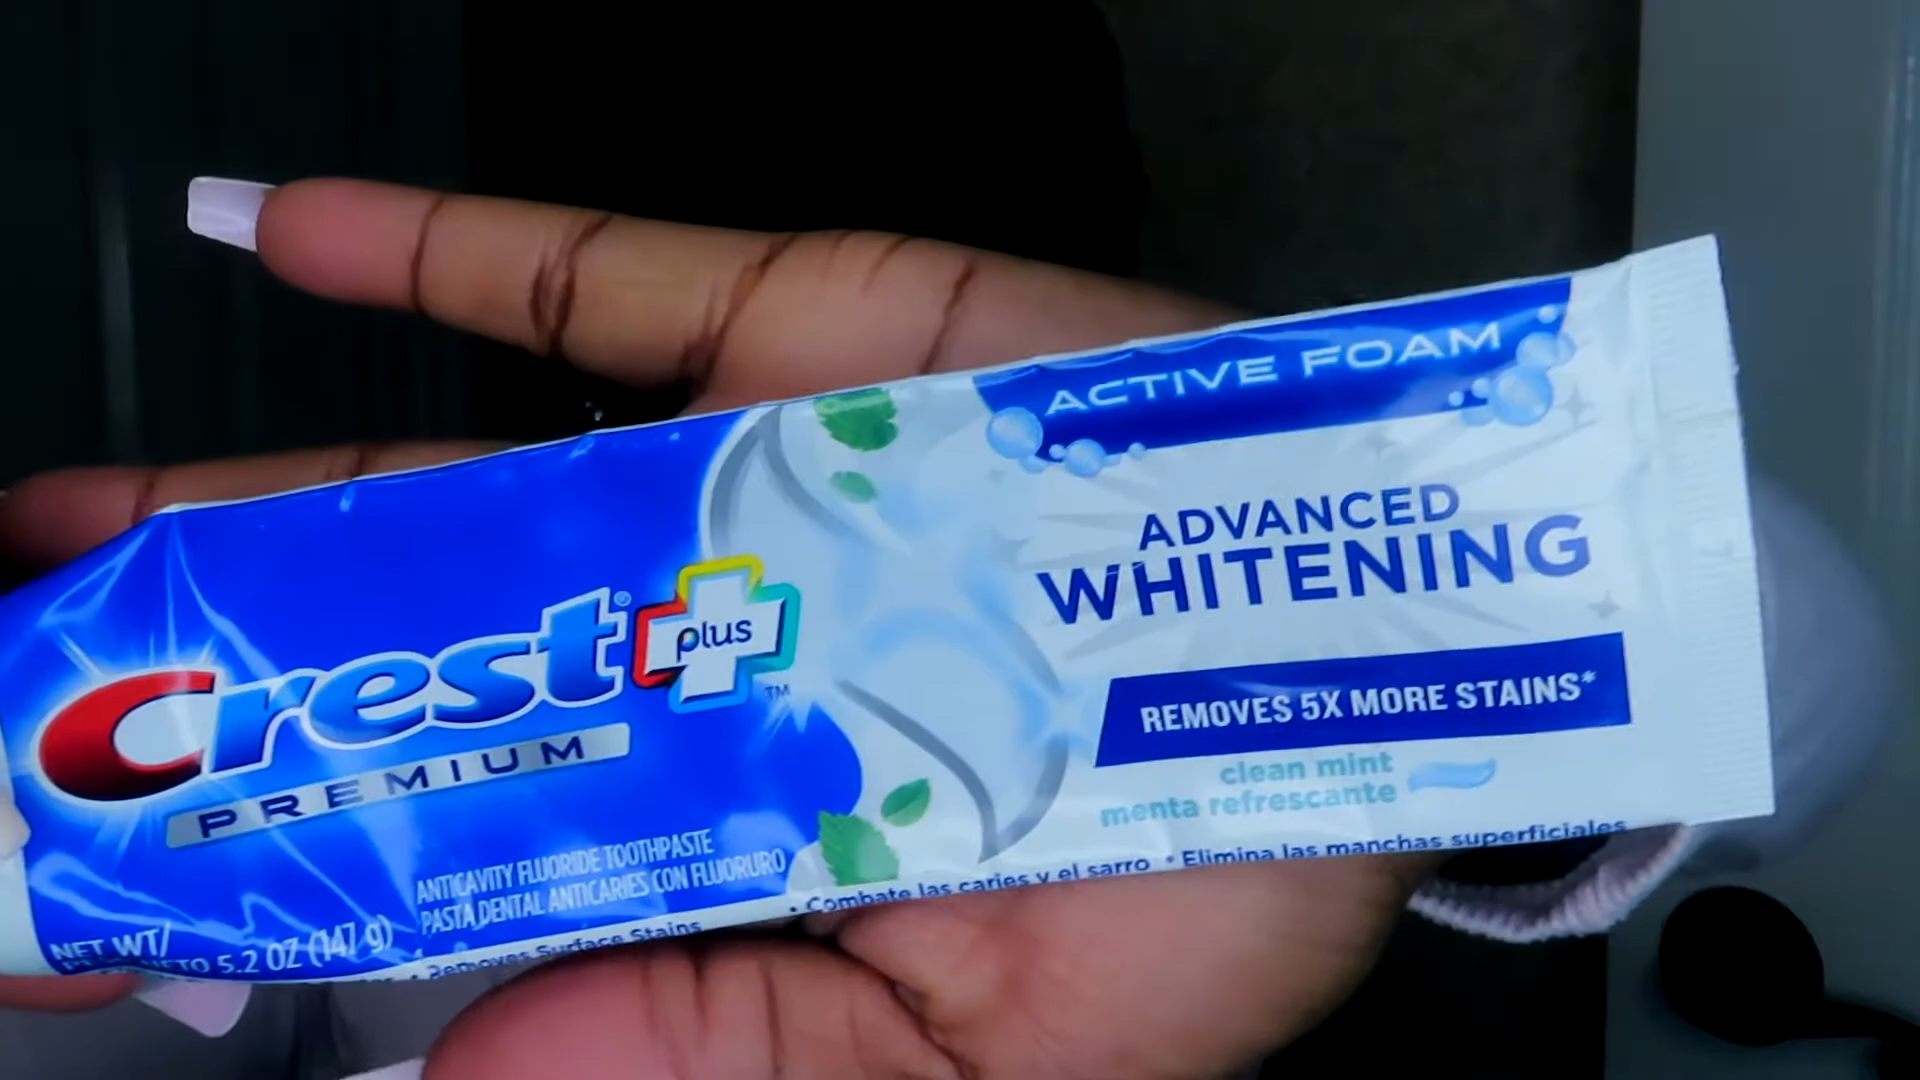 ACTIVE FOAM
ADVANCED
WHITENING
Crest® plus™
PREMIUM
REMOVES 5X MORE STAINS*
clean mint
menta refrescante
ANTICAVITY FLUORIDE TOOTHPASTE
PASTA DENTAL ANTICARIES CON FLUORURO
NET WT/
5.2 OZ (147 g)
• Removes Surface Stains
• Combate las caries y el sarro • Elimina las manchas superficiales